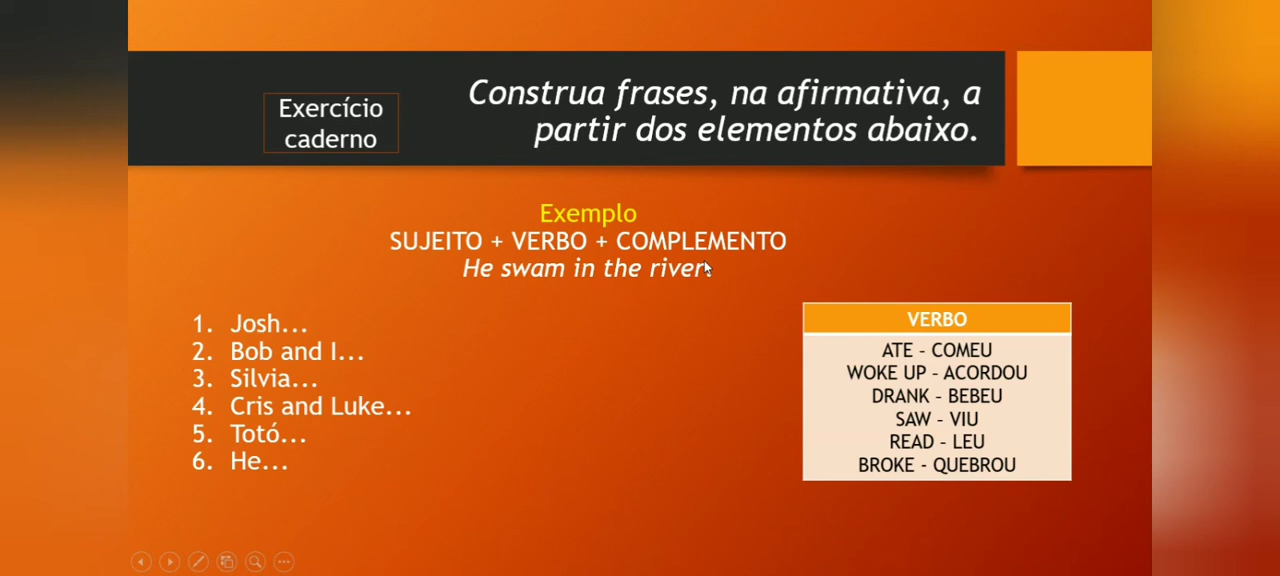 Exercício
caderno
Construa frases, na afirmativa, a
partir dos elementos abaixo.
Exemplo
SUJEITO + VERBO + COMPLEMENTO
He swam in the river.
1. Josh...
2. Bob and I...
3. Silvia...
4. Cris and Luke...
5. Totó...
6. He...
VERBO
ATE – COMEU
WOKE UP – ACORDOU
DRANK – BEBEU
SAW – VIU
READ – LEU
BROKE - QUEBROU